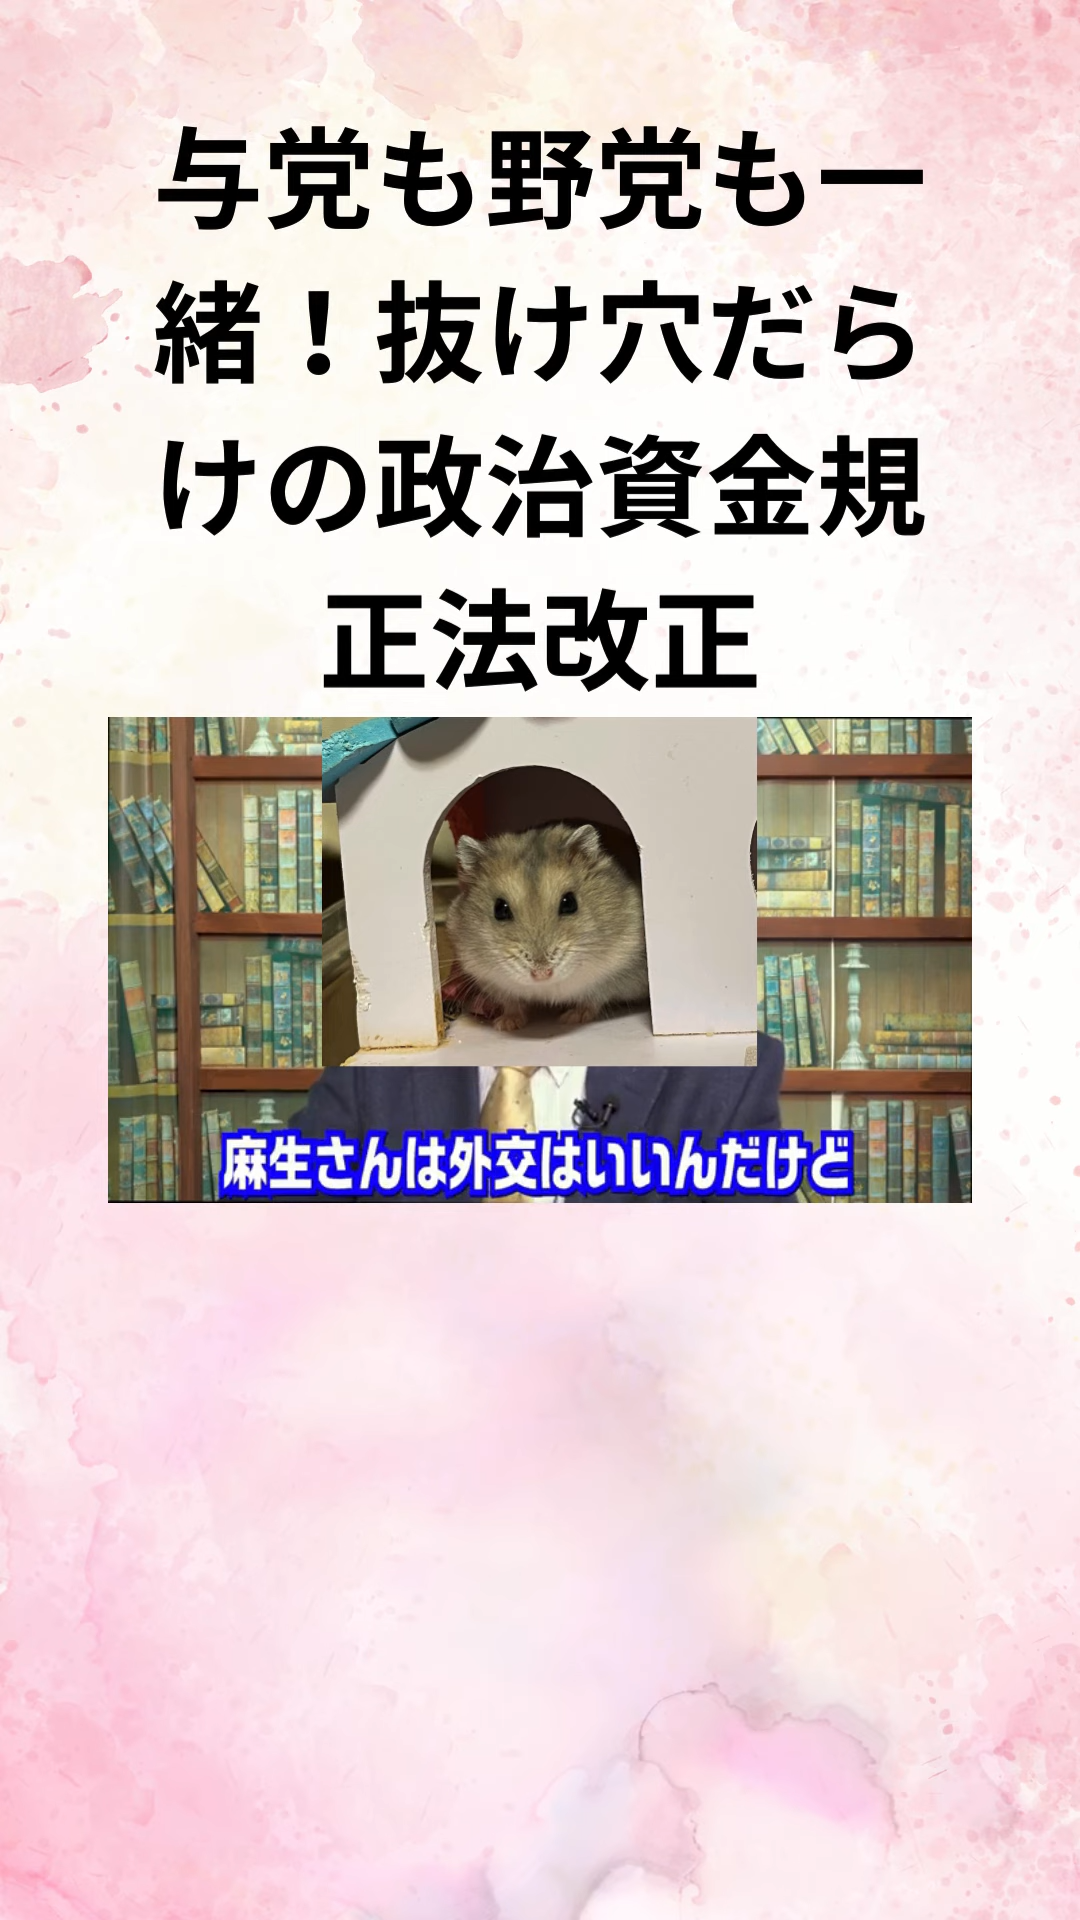 与党も野党も一
緒！抜け穴だら
けの政治資金規
正法改正
麻生さんは外交はいいんだけど